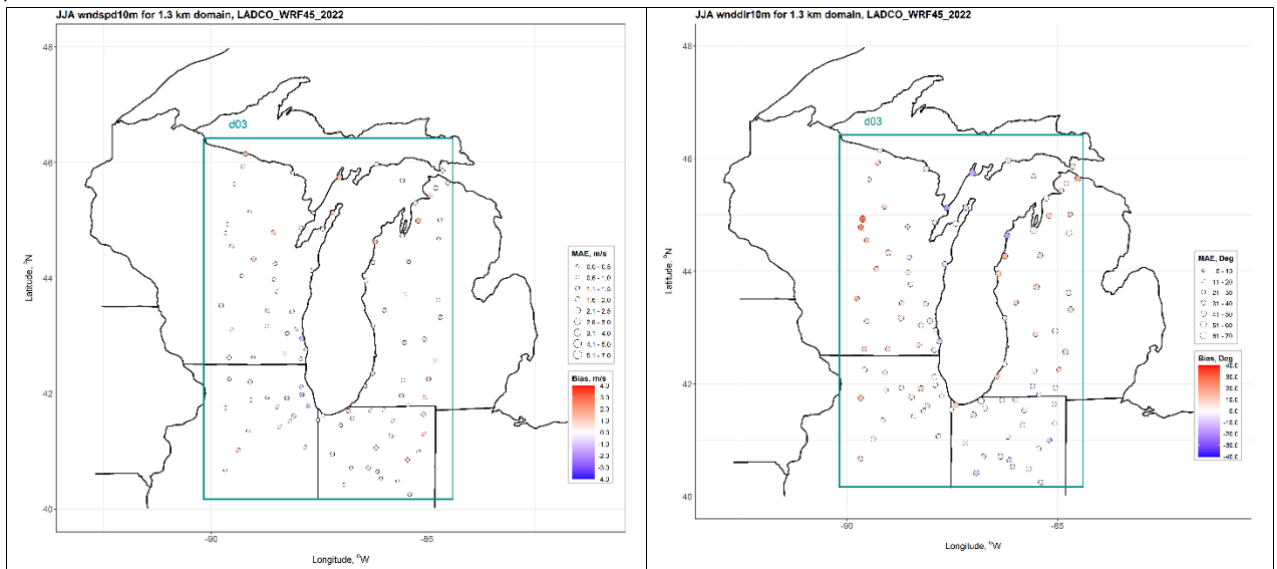 JJA wndspd10m for 1.3 km domain, LADCO_WRF45_2022
48
46
44
42
40
Latitude, °N
d03
-90
-85
Longitude, °W
MAE, m/s
0.0 - 0.5
0.6 - 1.0
1.1 - 1.5
1.6 - 2.0
2.1 - 2.5
2.6 - 3.0
3.1 - 4.0
4.1 - 5.0
5.1 - 7.0
Bias, m/s
4.0
3.0
2.0
1.0
0.0
-1.0
-2.0
-3.0
-4.0
JJA wnddir10m for 1.3 km domain, LADCO_WRF45_2022
48
46
44
42
40
Latitude, °N
d03
-90
-85
Longitude, °W
MAE, Deg
11 - 20
21 - 30
31 - 40
41 - 50
51 - 60
61 - 70
Bias, Deg
40.0
30.0
20.0
10.0
0.0
-10.0
-20.0
-30.0
-40.0